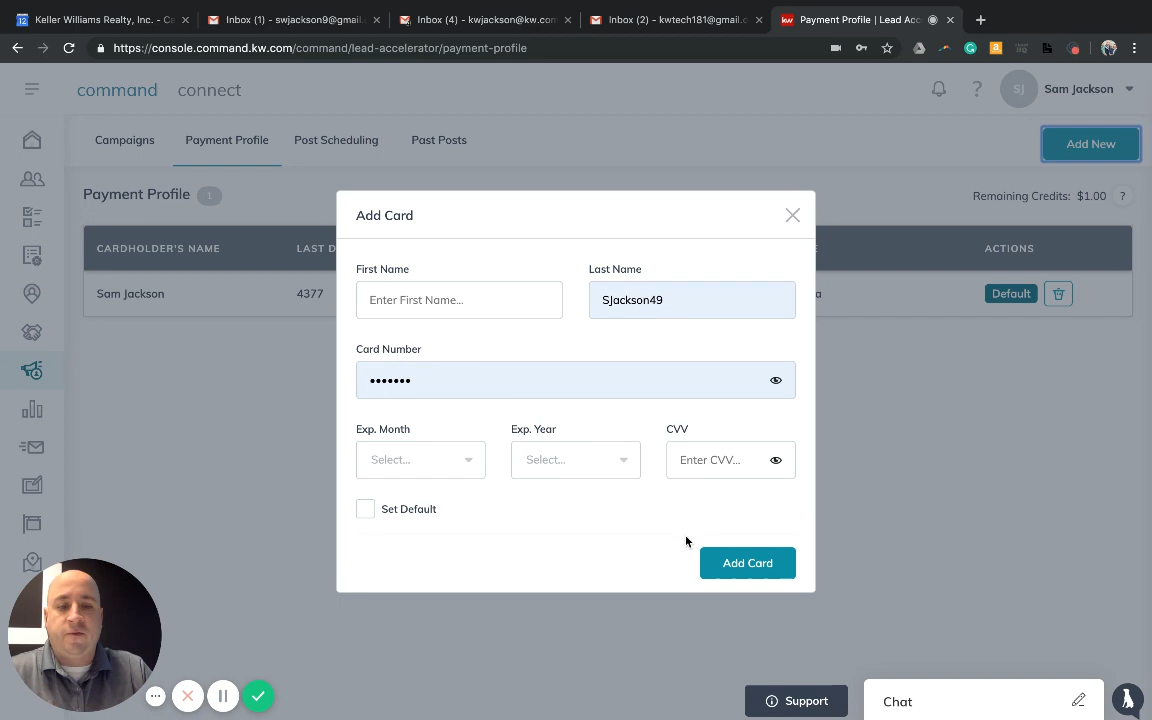 Keller Williams Realty, Inc. - Ca
Inbox (1) - swjackson9@gmail.
Inbox (4) - kwjackson@kw.com
Inbox (2) - kwtech181@gmail.c
Payment Profile | Lead Acc
https://console.command.kw.com/command/lead-accelerator/payment-profile
command connect
SJ Sam Jackson
Campaigns Payment Profile Post Scheduling Past Posts
Add New
Payment Profile 1
Remaining Credits: $1.00 ?
CARDHOLDER'S NAME LAST D ACTIONS
Sam Jackson 4377 Default
Add Card
First Name Last Name
Enter First Name... SJackson49
Card Number
•••••••
Exp. Month Exp. Year CVV
Select... Select... Enter CVV...
Set Default
Add Card
Support
Chat